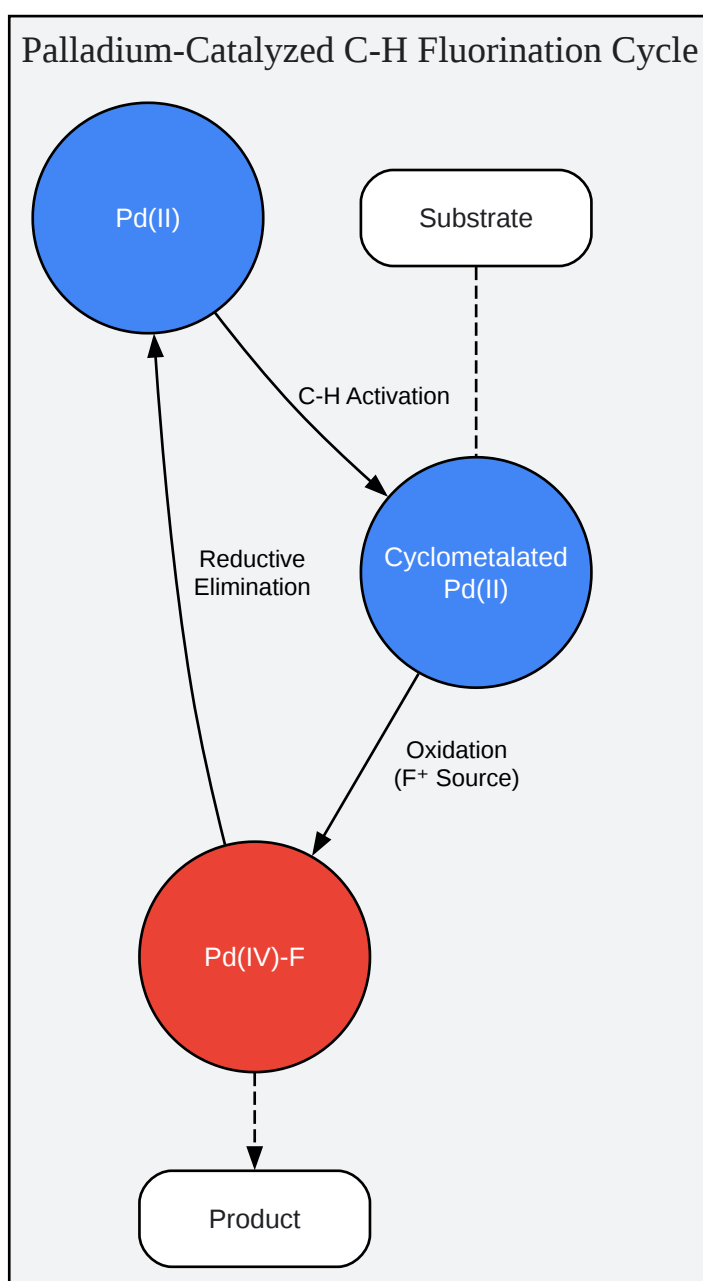 Palladium-Catalyzed C-H Fluorination Cycle
Pd(II)
Substrate
C-H Activation
Cyclometalated
Pd(II)
Reductive
Elimination
Oxidation
(F⁺ Source)
Pd(IV)-F
Product